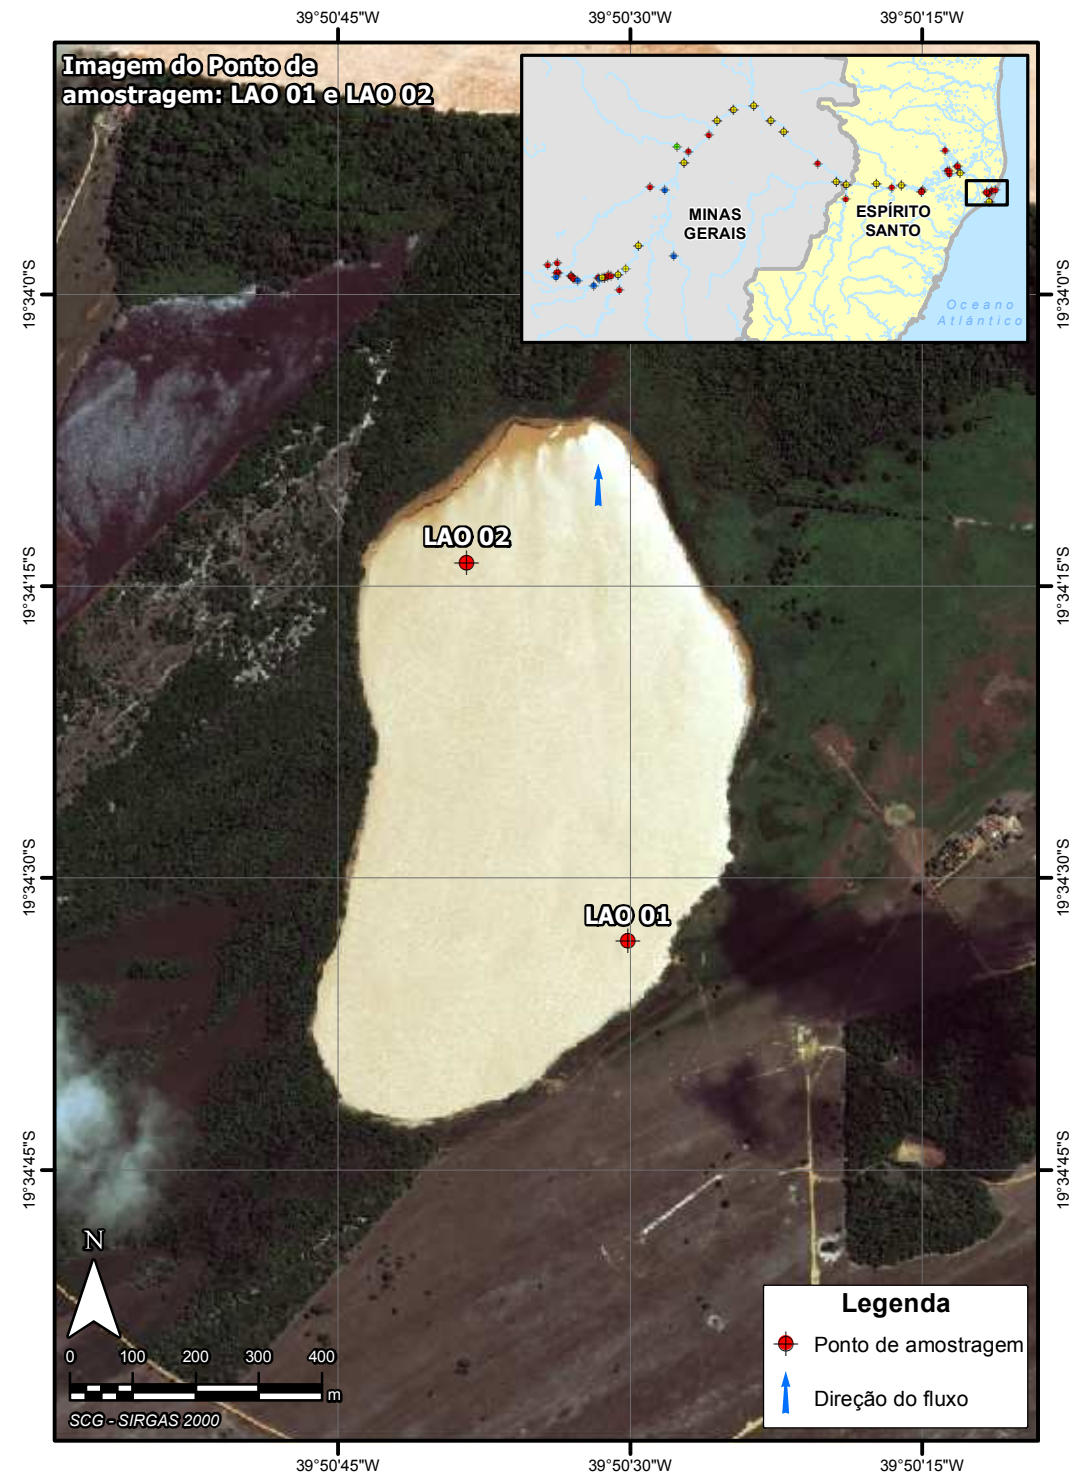 39°50'45"W
39°50'30"W
39°50'15"W
Imagem do Ponto de
amostragem: LAO 01 e LAO 02
MINAS
GERAIS
ESPÍRITO
SANTO
Oceano
Atlântico
19°34'0"S
19°34'0"S
LAO 02
19°34'15"S
19°34'15"S
19°34'30"S
19°34'30"S
LAO 01
19°34'45"S
19°34'45"S
N
0 100 200 300 400
m
SCG - SIRGAS 2000
Legenda
Ponto de amostragem
Direção do fluxo
39°50'45"W
39°50'30"W
39°50'15"W